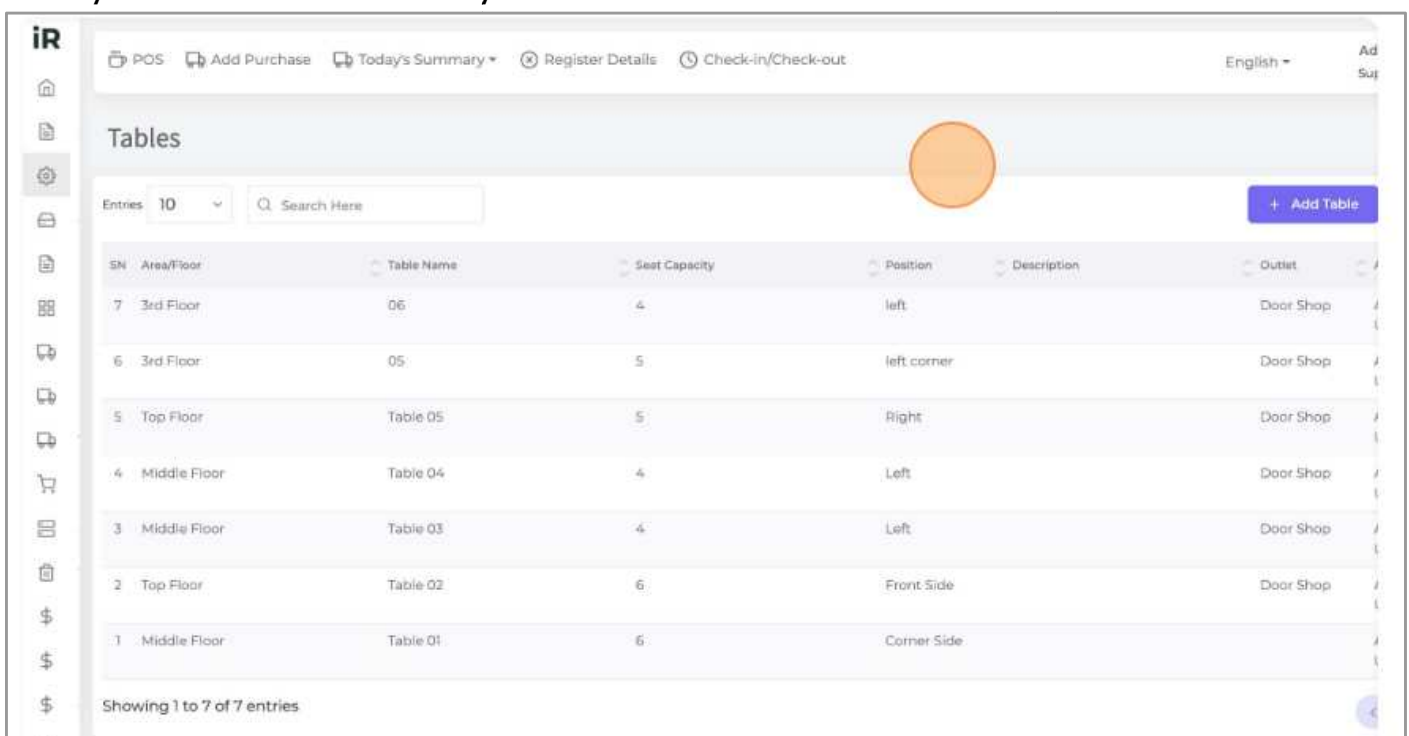 iR
POS Add Purchase Today's Summary Register Details Check-in/Check-out English Ad
Sup
Tables
Entries 10 Search Here + Add Table
SN Area/Floor Table Name Seat Capacity Position Description Outlet
7 3rd Floor 06 4 left Door Shop
6 3rd Floor 05 5 left corner Door Shop
5 Top Floor Table 05 5 Right Door Shop
4 Middle Floor Table 04 4 Left Door Shop
3 Middle Floor Table 03 4 Left Door Shop
2 Top Floor Table 02 6 Front Side Door Shop
1 Middle Floor Table 01 6 Corner Side
Showing 1 to 7 of 7 entries